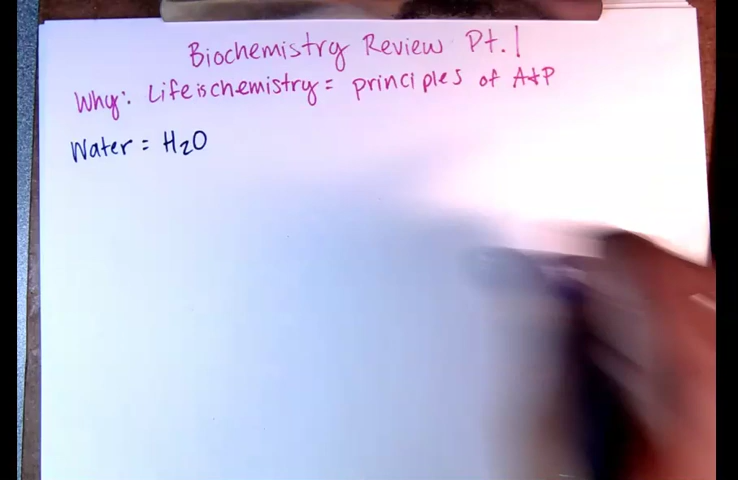 Biochemistry Review Pt. 1
Why: Life is chemistry = principles of A+P
Water = H2O